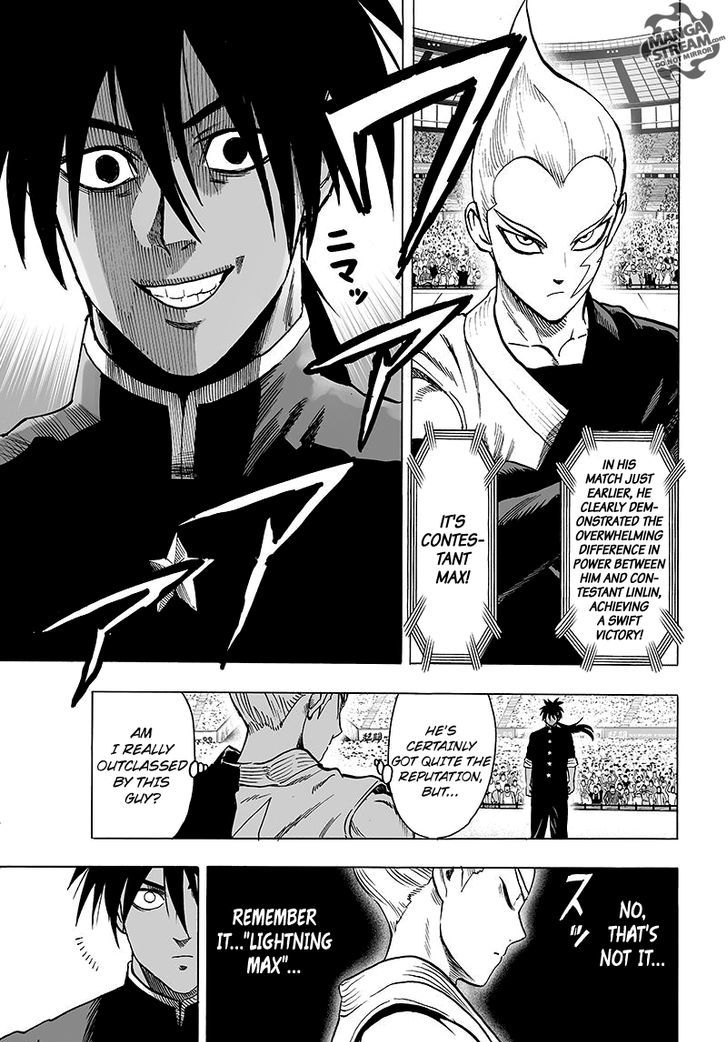 MANGA
STREAM.com
DO NOT MIRROR
IN HIS
MATCH JUST
EARLIER, HE
CLEARLY DEM-
ONSTRATED THE
OVERWHELMING
DIFFERENCE IN
POWER BETWEEN
HIM AND CON-
TESTANT LINLIN,
ACHIEVING
A SWIFT
VICTORY!
IT'S
CONTES-
TANT
MAX!
ニマッ
HE'S
CERTAINLY
GOT QUITE
THE
REPUTATION,
BUT...
AM
I REALLY
OUTCLASSED
BY THIS
GUY?
NO,
THAT'S
NOT IT...
スッ
REMEMBER
IT..."LIGHTNING
MAX"...